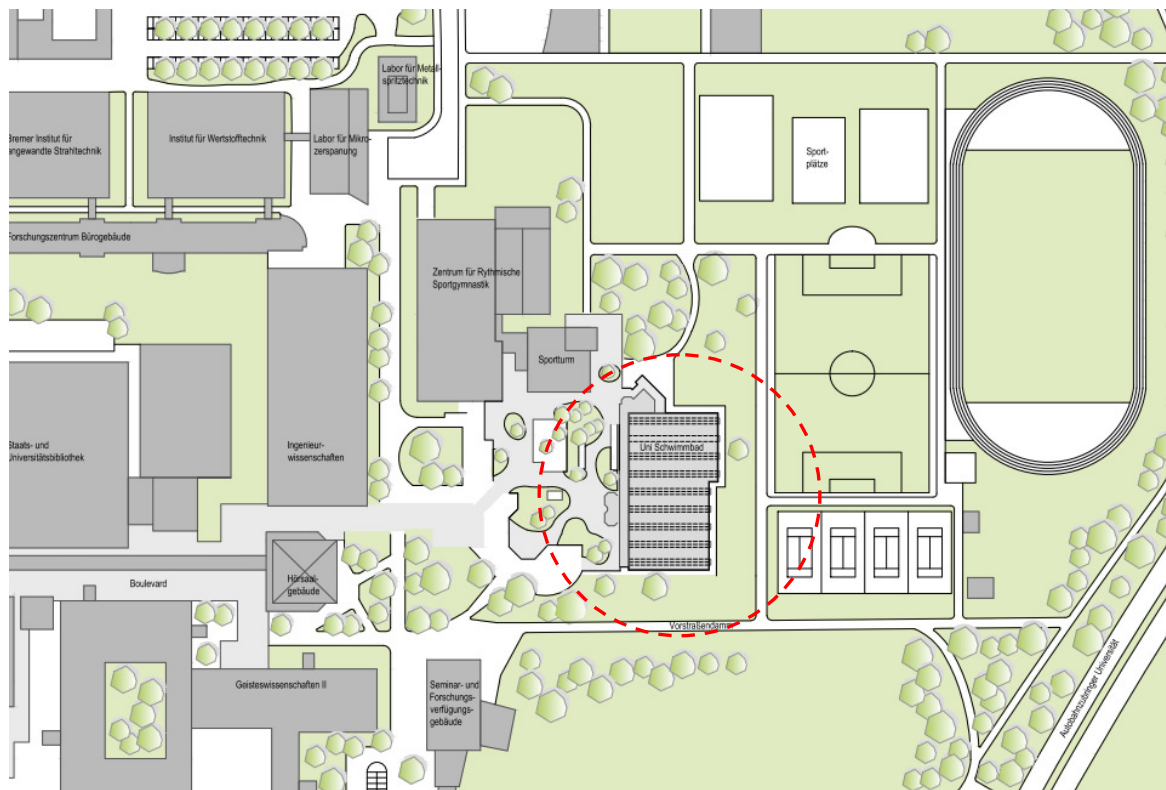 Labor für Metall-
spritztechnik
Bremer Institut für
angewandte Strahltechnik
Institut für Wertstofftechnik
Labor für Mikro-
zerspanung
Sport-
plätze
Forschungszentrum Bürogebäude
Zentrum für Rythmische
Sportgymnastik
Sportturm
Staats- und
Universitätsbibliothek
Ingenieur-
wissenschaften
Uni Schwimmbad
Boulevard
Hörsaal-
gebäude
Vorstraßendamm
Geisteswissenschaften II
Seminar- und
Forschungs-
verfügungs-
gebäude
Autobahnzubringer Universität